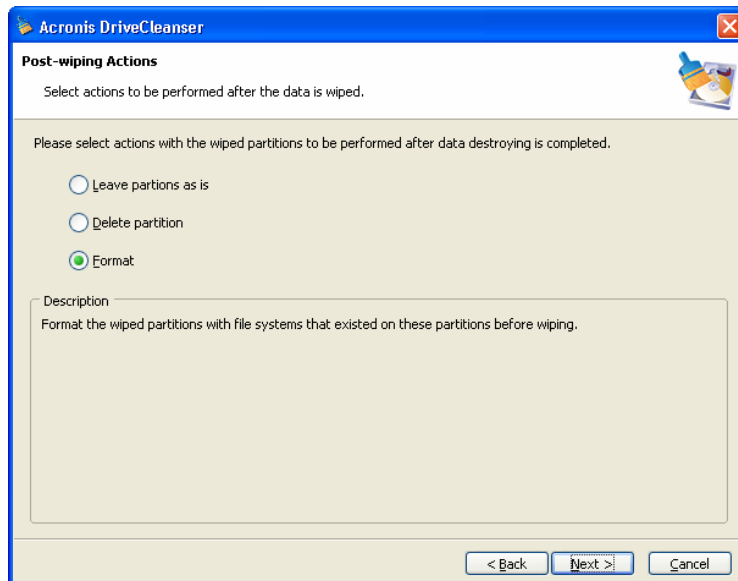 Acronis DriveCleanser
Post-wiping Actions
Select actions to be performed after the data is wiped.
Please select actions with the wiped partitions to be performed after data destroying is completed.
Leave partions as is
Delete partition
Format
Description
Format the wiped partitions with file systems that existed on these partitions before wiping.
< Back
Next >
Cancel